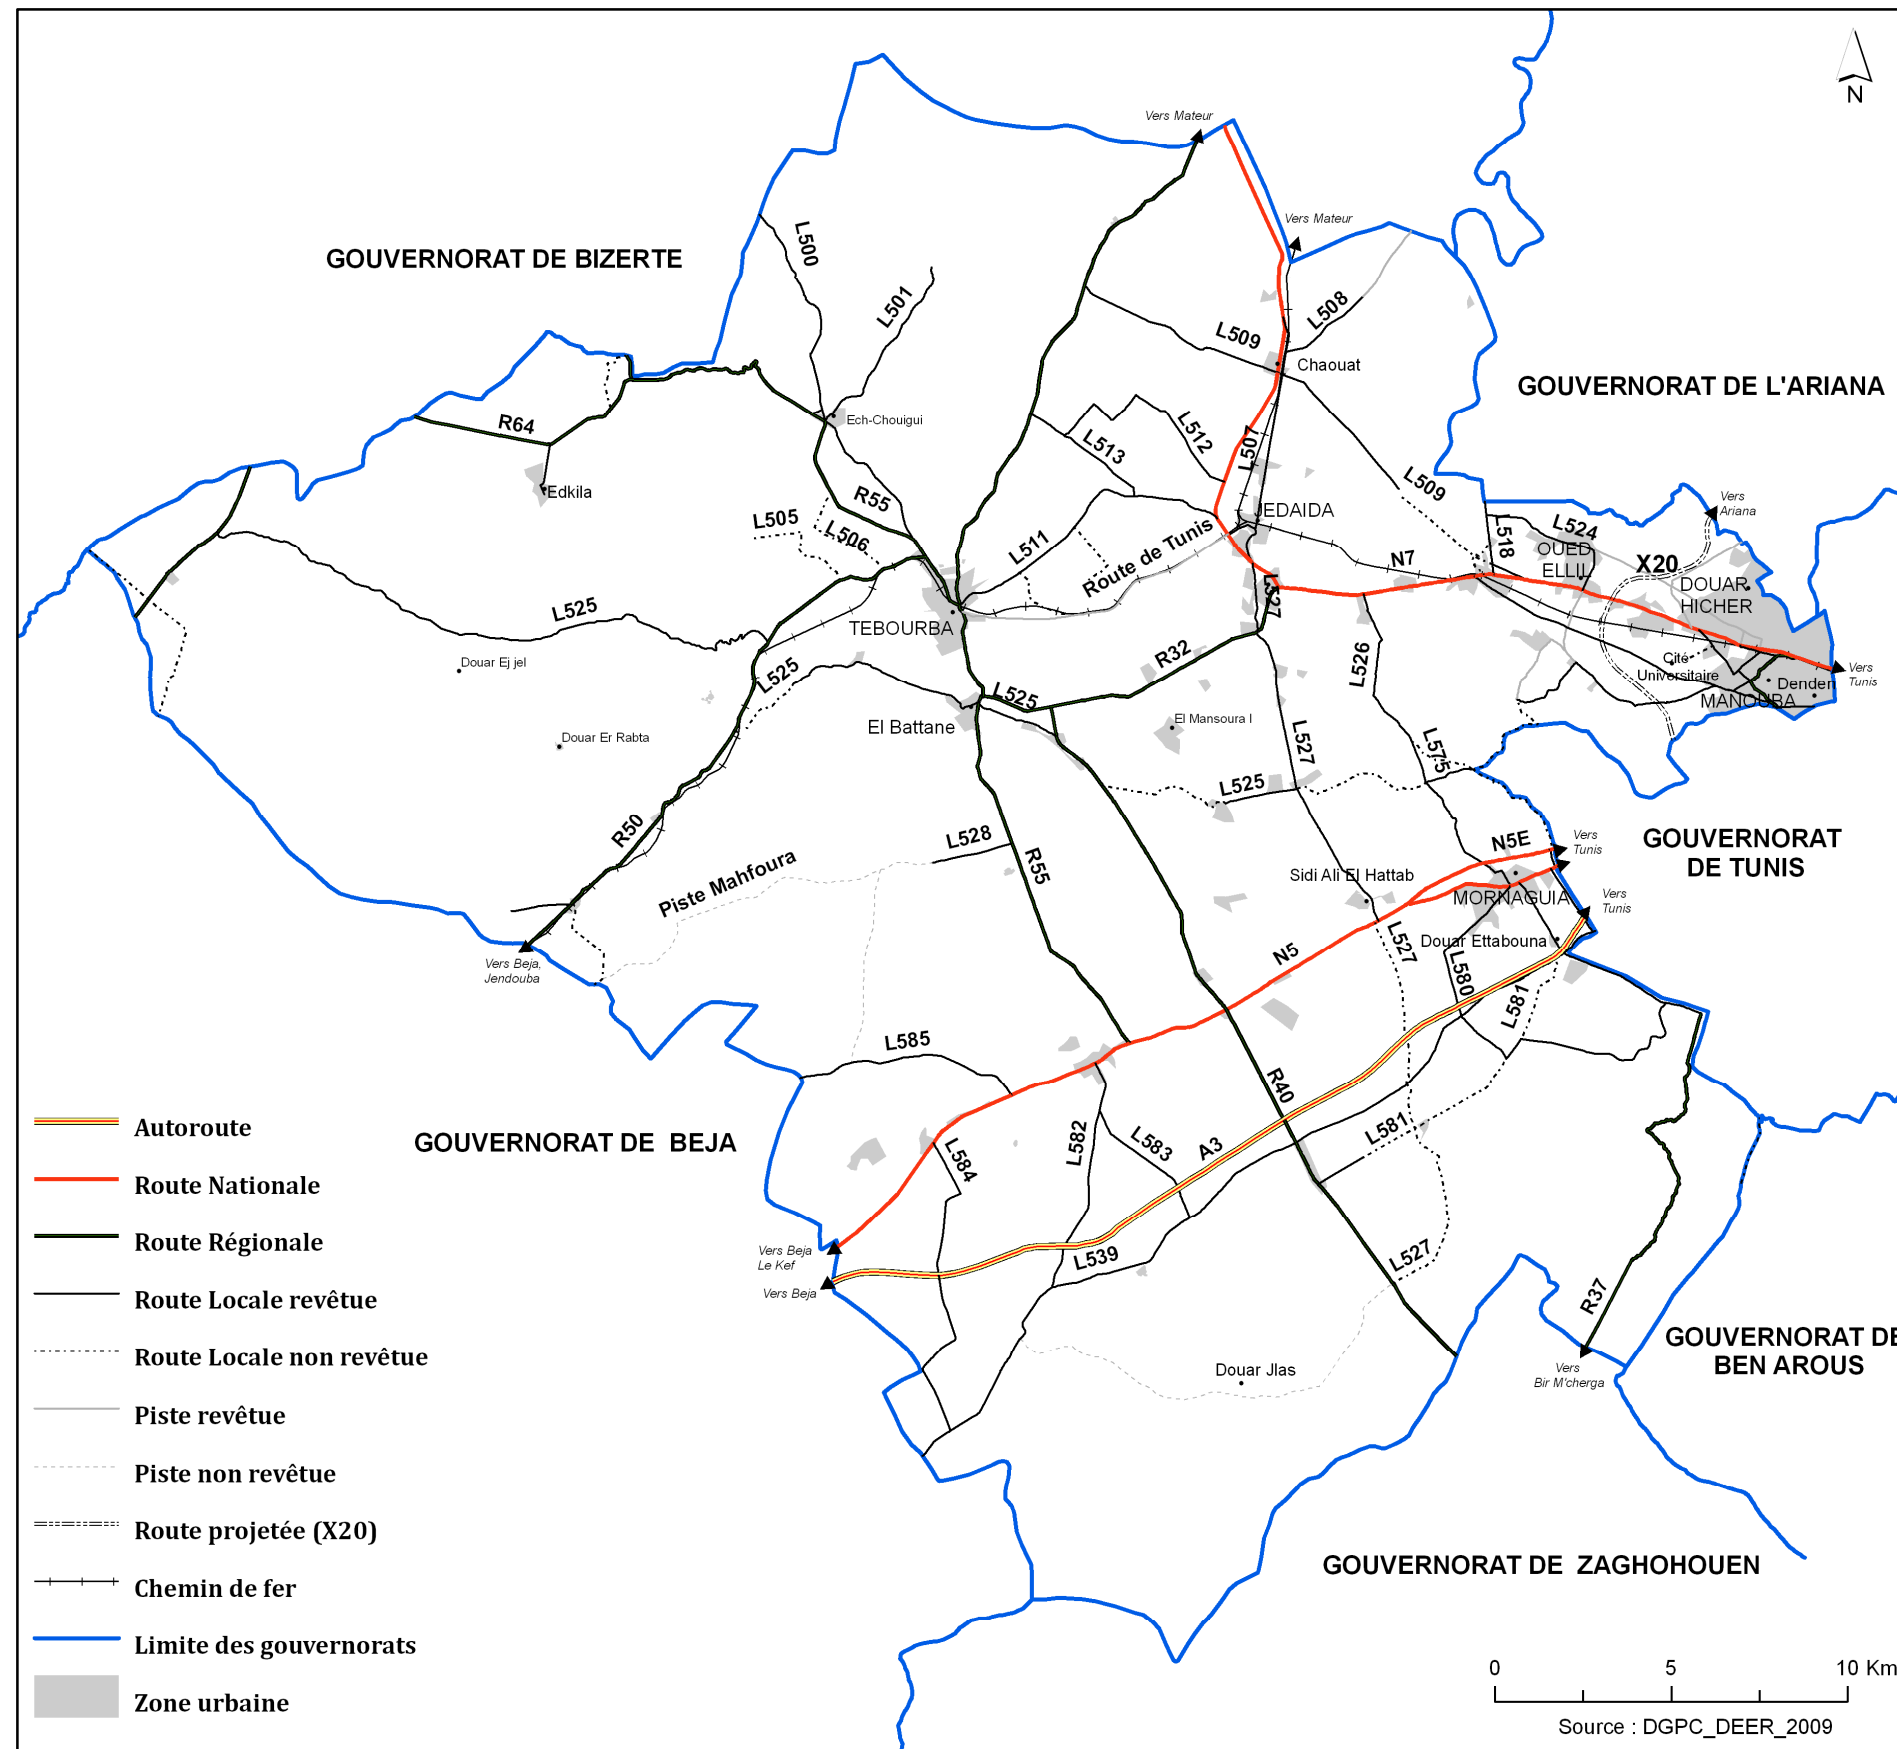 Vers Mateur
N
Vers Mateur
L500
GOUVERNORAT DE BIZERTE
L501
L508
L509
Chaouat
GOUVERNORAT DE L'ARIANA
R64
Ech-Chouigui
L512
L513
L507
Edkila
L509
R55
L505
L506
JEDAIDA
Vers
Ariana
L518
L524
OUED
ELLIL
L511
Route de Tunis
N7
X20
DOUAR
HICHER
L527
L525
TEBOURBA
R32
L526
Douar Ej jel
L525
Cité
Universitaire
Vers
Tunis
Denden
MANOUBA
L525
El Battane
El Mansoura I
Douar Er Rabta
L527
L575
L525
R50
L528
R55
N5E
Vers
Tunis
GOUVERNORAT
DE TUNIS
Piste Mahfoura
Sidi Ali El Hattab
MORNAGUIA
Vers
Tunis
Douar Ettabouna
N5
L527
L580
L581
Vers Beja,
Jendouba
L585
R40
Autoroute
GOUVERNORAT DE BEJA
L584
L582
L583
A3
L581
Route Nationale
Route Régionale
Vers Beja
Le Kef
L539
L527
Vers Beja
Route Locale revêtue
R37
GOUVERNORAT DE
BEN AROUS
Route Locale non revêtue
Douar Jlas
Vers
Bir M'cherga
Piste revêtue
Piste non revêtue
Route projetée (X20)
GOUVERNORAT DE ZAGHOHOUEN
Chemin de fer
Limite des gouvernorats
0 5 10 Km
Zone urbaine
Source : DGPC_DEER_2009